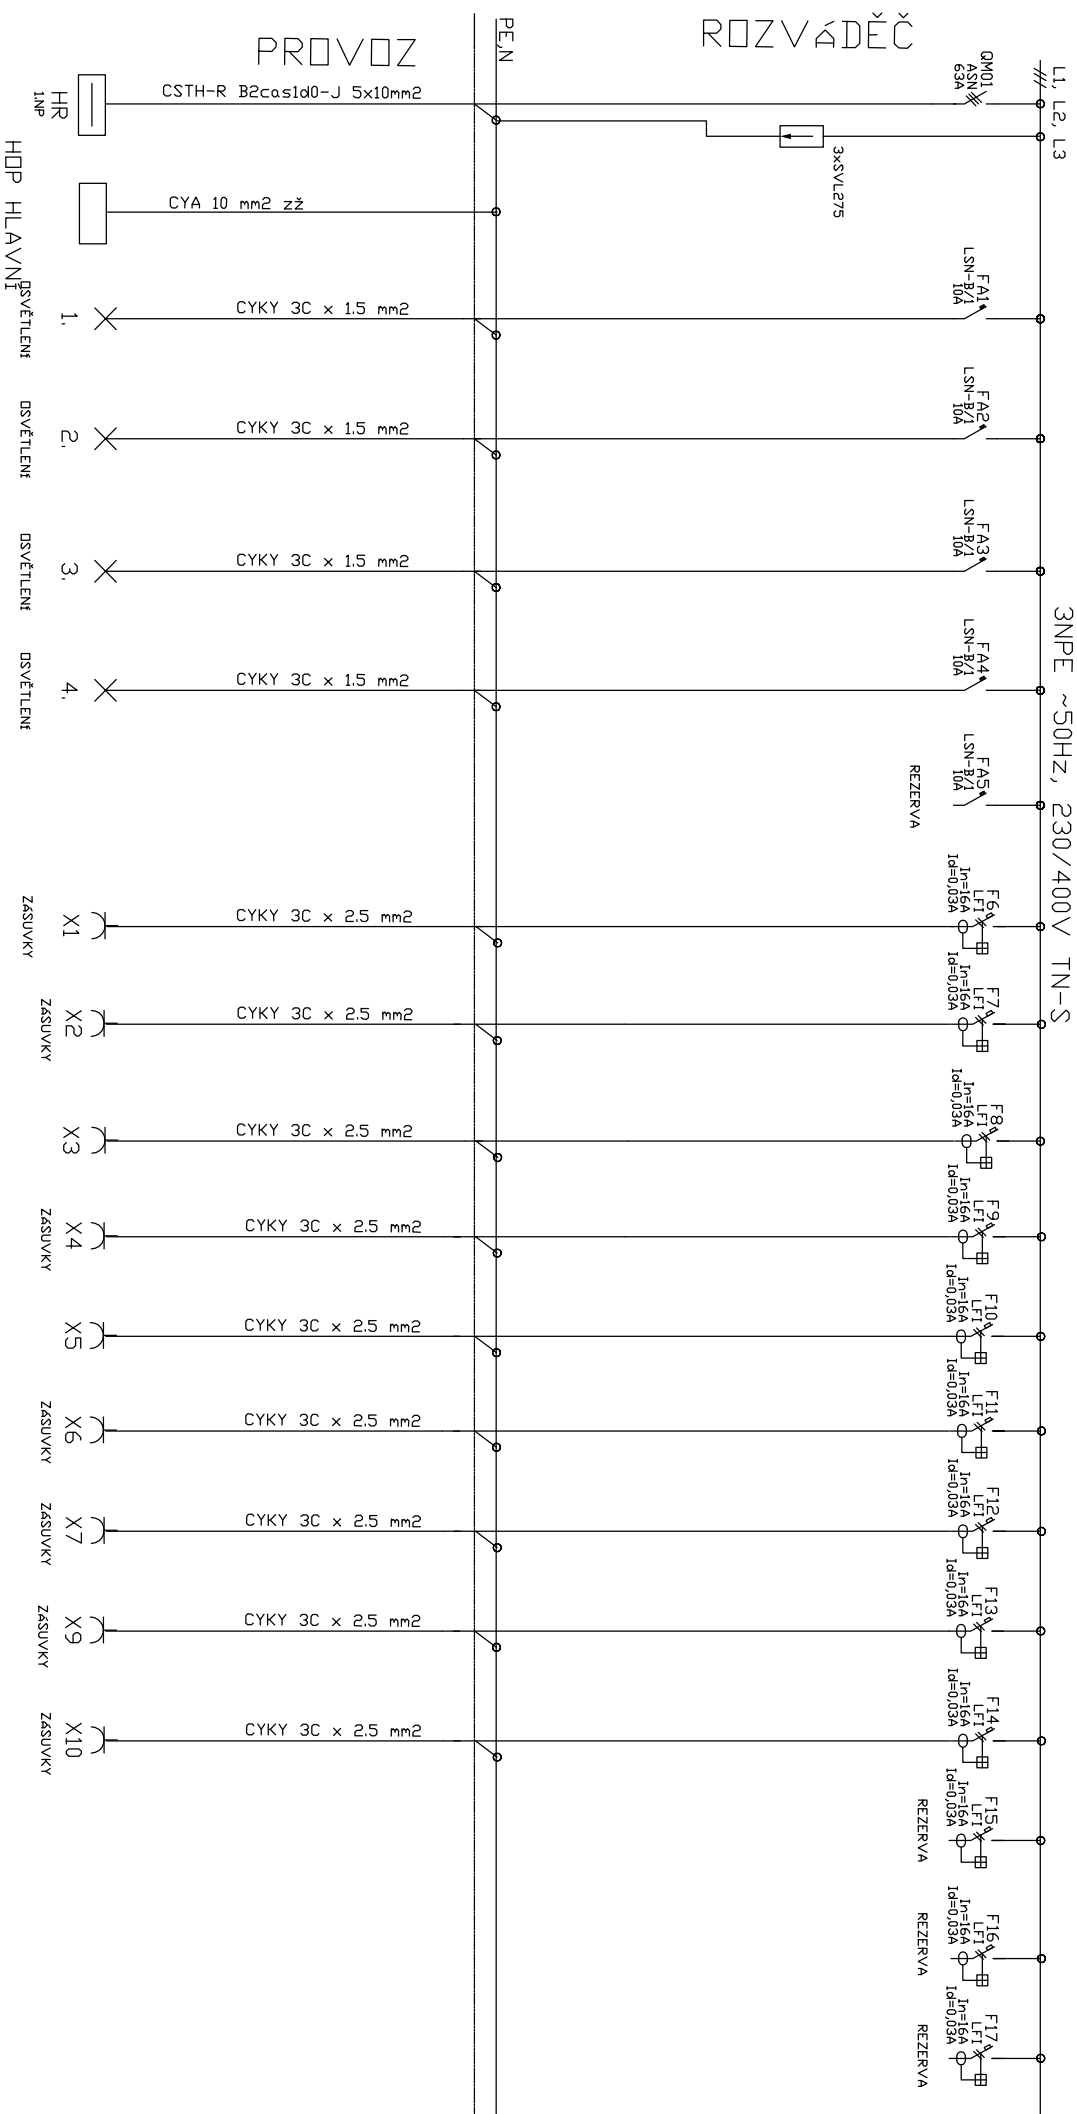 ROZVÁDĚČ
PROVOZ
PE,N
L1, L2, L3
3NPE ~50Hz, 230/400V TN-S
QM01
ASN
63A
3xSVL275
CSTH-R B2cas1d0-J 5x10mm2
HR
1.NP
CYA 10 mm2 zž
HOP HLAVNÍ
FA1
LSN-B/1
10A
CYKY 3C x 1.5 mm2
1.
OSVĚTLENÍ
FA2
LSN-B/1
10A
CYKY 3C x 1.5 mm2
2.
OSVĚTLENÍ
FA3
LSN-B/1
10A
CYKY 3C x 1.5 mm2
3.
OSVĚTLENÍ
FA4
LSN-B/1
10A
CYKY 3C x 1.5 mm2
4.
OSVĚTLENÍ
FA5
LSN-B/1
10A
REZERVA
F6
LFI
In=16A
Id=0,03A
CYKY 3C x 2.5 mm2
X1
ZÁSUVKY
F7
LFI
In=16A
Id=0,03A
CYKY 3C x 2.5 mm2
X2
ZÁSUVKY
F8
LFI
In=16A
Id=0,03A
CYKY 3C x 2.5 mm2
X3
ZÁSUVKY
F9
LFI
In=16A
Id=0,03A
CYKY 3C x 2.5 mm2
X4
ZÁSUVKY
F10
LFI
In=16A
Id=0,03A
CYKY 3C x 2.5 mm2
X5
ZÁSUVKY
F11
LFI
In=16A
Id=0,03A
CYKY 3C x 2.5 mm2
X6
ZÁSUVKY
F12
LFI
In=16A
Id=0,03A
CYKY 3C x 2.5 mm2
X7
ZÁSUVKY
F13
LFI
In=16A
Id=0,03A
CYKY 3C x 2.5 mm2
X9
ZÁSUVKY
F14
LFI
In=16A
Id=0,03A
CYKY 3C x 2.5 mm2
X10
ZÁSUVKY
F15
LFI
In=16A
Id=0,03A
REZERVA
F16
LFI
In=16A
Id=0,03A
REZERVA
F17
LFI
In=16A
Id=0,03A
REZERVA